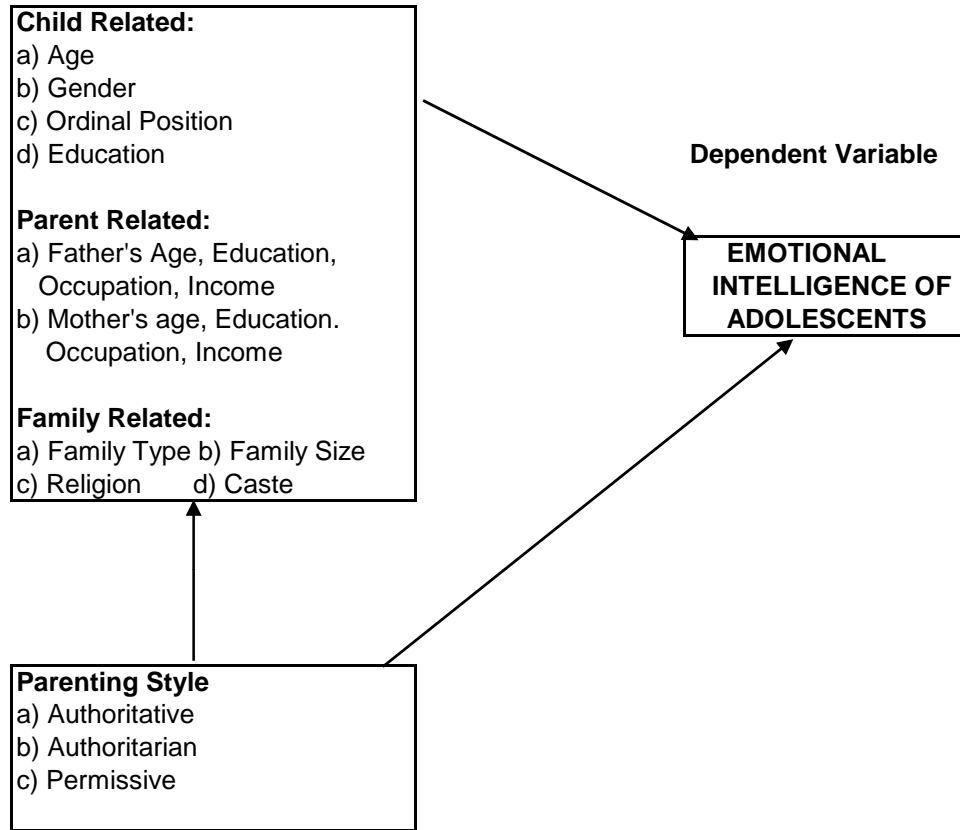 Child Related:
a) Age
b) Gender
c) Ordinal Position
d) Education
Parent Related:
a) Father's Age, Education,
Occupation, Income
b) Mother's age, Education.
Occupation, Income
Family Related:
a) Family Type b) Family Size
c) Religion d) Caste
Dependent Variable
EMOTIONAL
INTELLIGENCE OF
ADOLESCENTS
Parenting Style
a) Authoritative
b) Authoritarian
c) Permissive